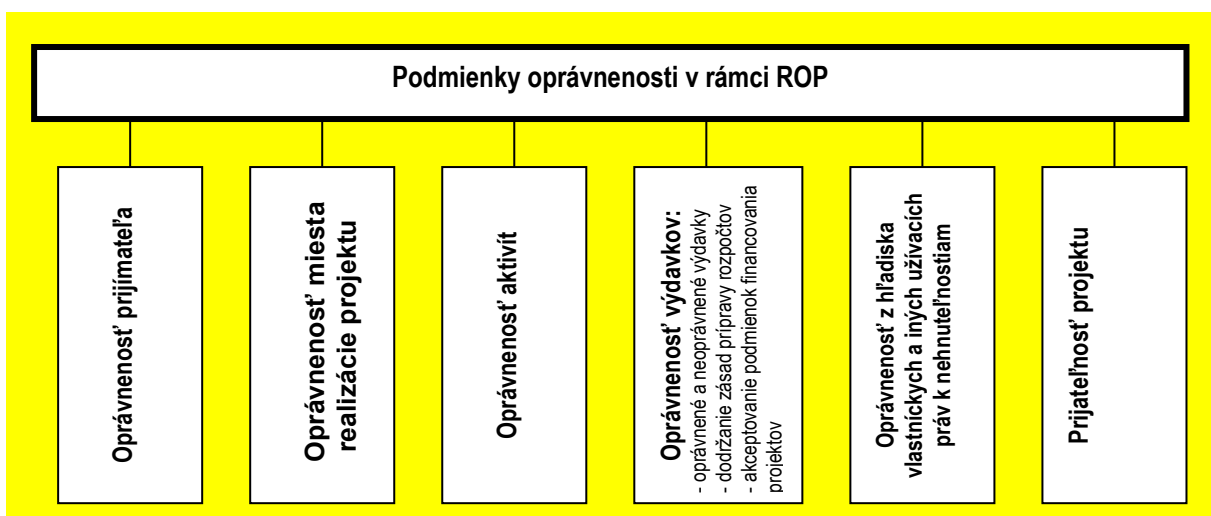 Podmienky oprávnenosti v rámci ROP
Oprávnenosť prijímateľa
Oprávnenosť miesta
realizácie projektu
Oprávnenosť aktivít
Oprávnenosť výdavkov:
- oprávnené a neoprávnené výdavky
- dodržanie zásad prípravy rozpočtov
- akceptovanie podmienok financovania
projektov
Oprávnenosť z hľadiska
vlastníckych a iných užívacích
práv k nehnuteľnostiam
Prijateľnosť projektu